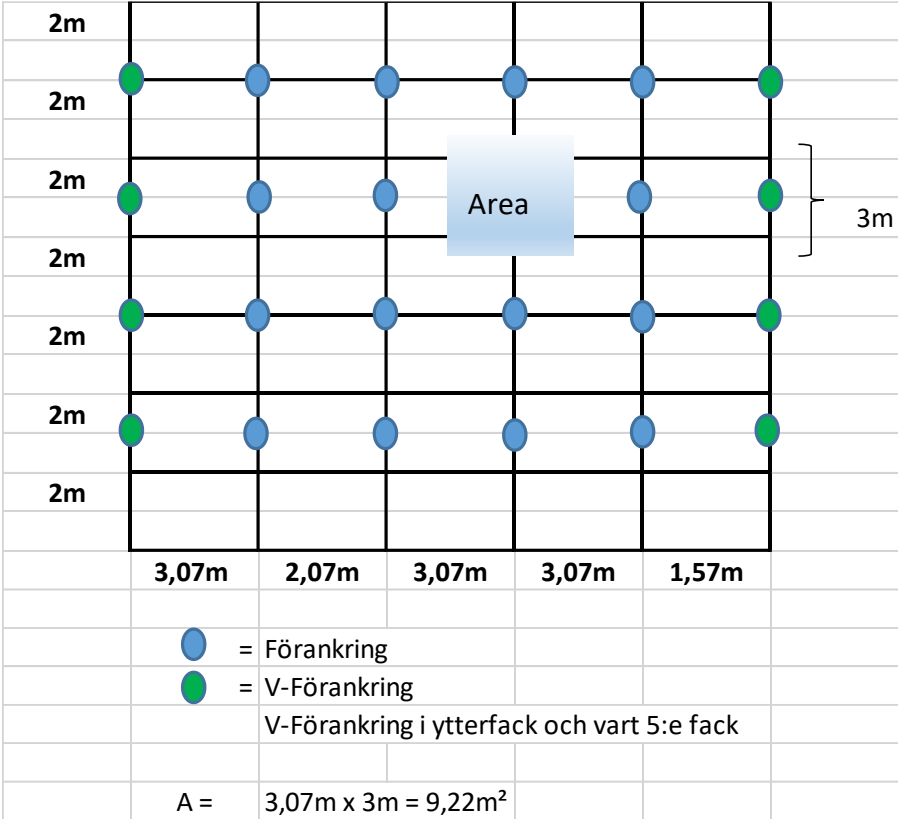 2m
2m
2m
Area
3m
2m
2m
2m
2m
3,07m 2,07m 3,07m 3,07m 1,57m
= Förankring
= V-Förankring
V-Förankring i ytterfack och vart 5:e fack
A = 3,07m x 3m = 9,22m²